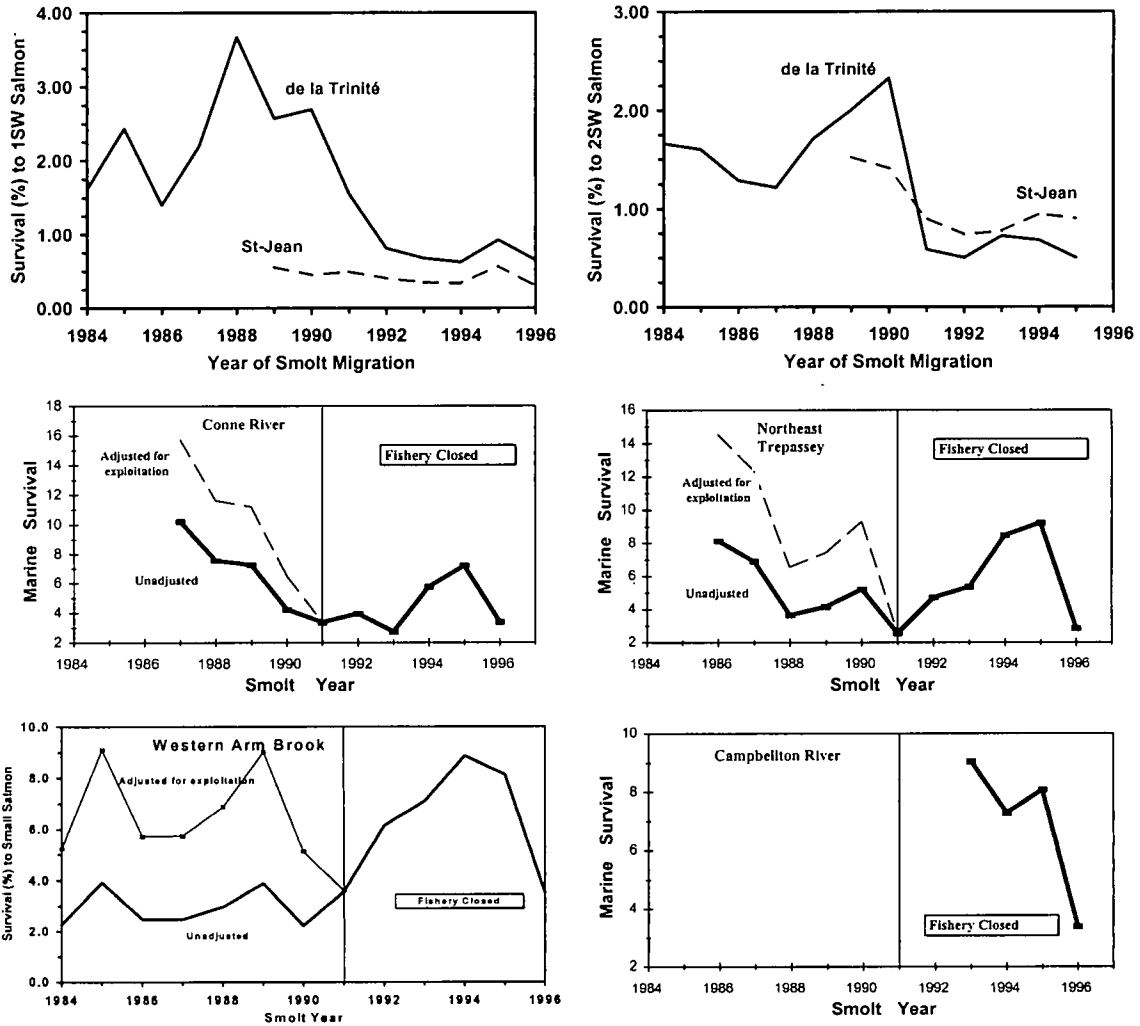 4.00
3.00
2.00
1.00
0.00
Survival (%) to 1SW Salmon
de la Trinité
St-Jean
1984 1986 1988 1990 1992 1994 1996
Year of Smolt Migration
3.00
2.00
1.00
0.00
Survival (%) to 2SW Salmon
de la Trinité
St-Jean
1984 1986 1988 1990 1992 1994 1996
Year of Smolt Migration
18
16
14
12
10
8
6
4
2
Marine Survival
Conne River
Adjusted for
exploitation
Unadjusted
Fishery Closed
1984 1986 1988 1990 1992 1994 1996
Smolt Year
16
14
12
10
8
6
4
2
Marine Survival
Northeast
Trepassey
Adjusted for
exploitation
Unadjusted
Fishery Closed
1984 1986 1988 1990 1992 1994 1996
Smolt Year
10.0
8.0
6.0
4.0
2.0
0.0
Survival (%) to Small Salmon
Western Arm Brook
Adjusted for exploitation
Unadjusted
Fishery Closed
1984 1986 1988 1990 1992 1994 1996
Smolt Year
10
8
6
4
2
Marine Survival
Campbellton River
Fishery Closed
1984 1986 1988 1990 1992 1994 1996
Smolt Year